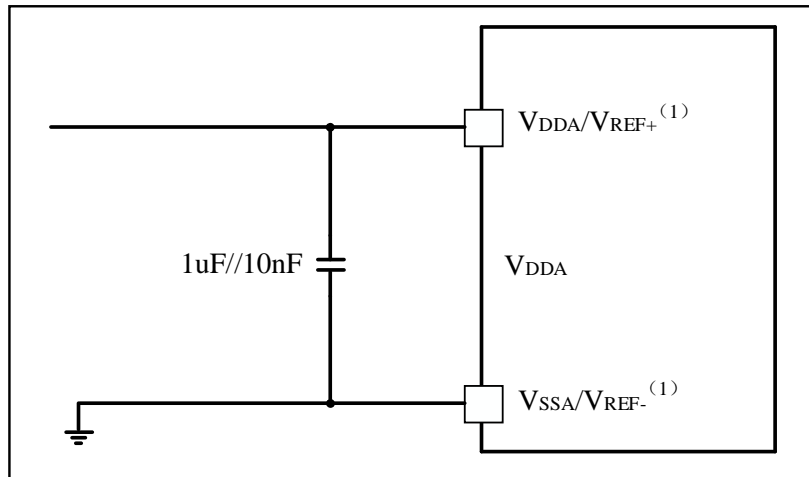 VDDA/VREF+（1）
1uF//10nF
VDDA
VSSA/VREF-（1）